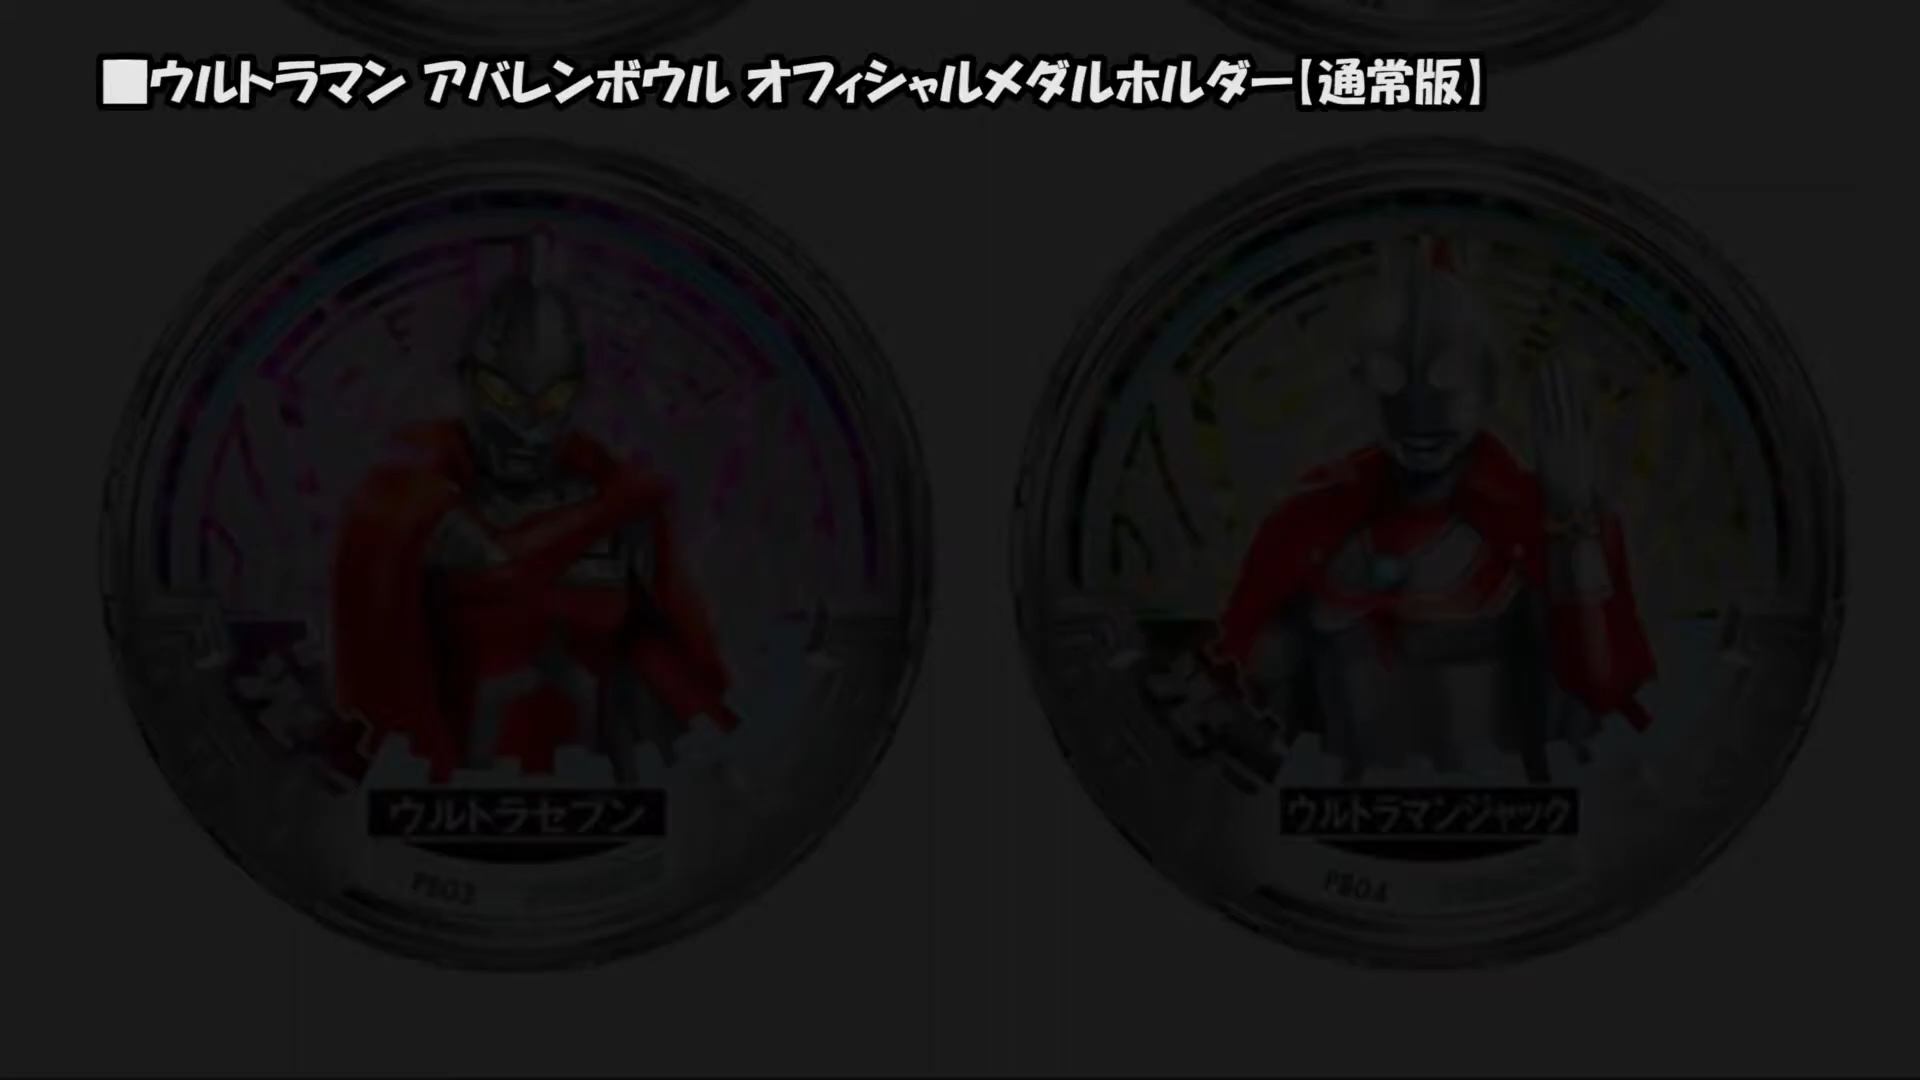 ■ウルトラマン アバレンボウル オフィシャルメダルホルダー【通常版】
ウルトラセブン
ウルトラマンジャック
PB03
PB04